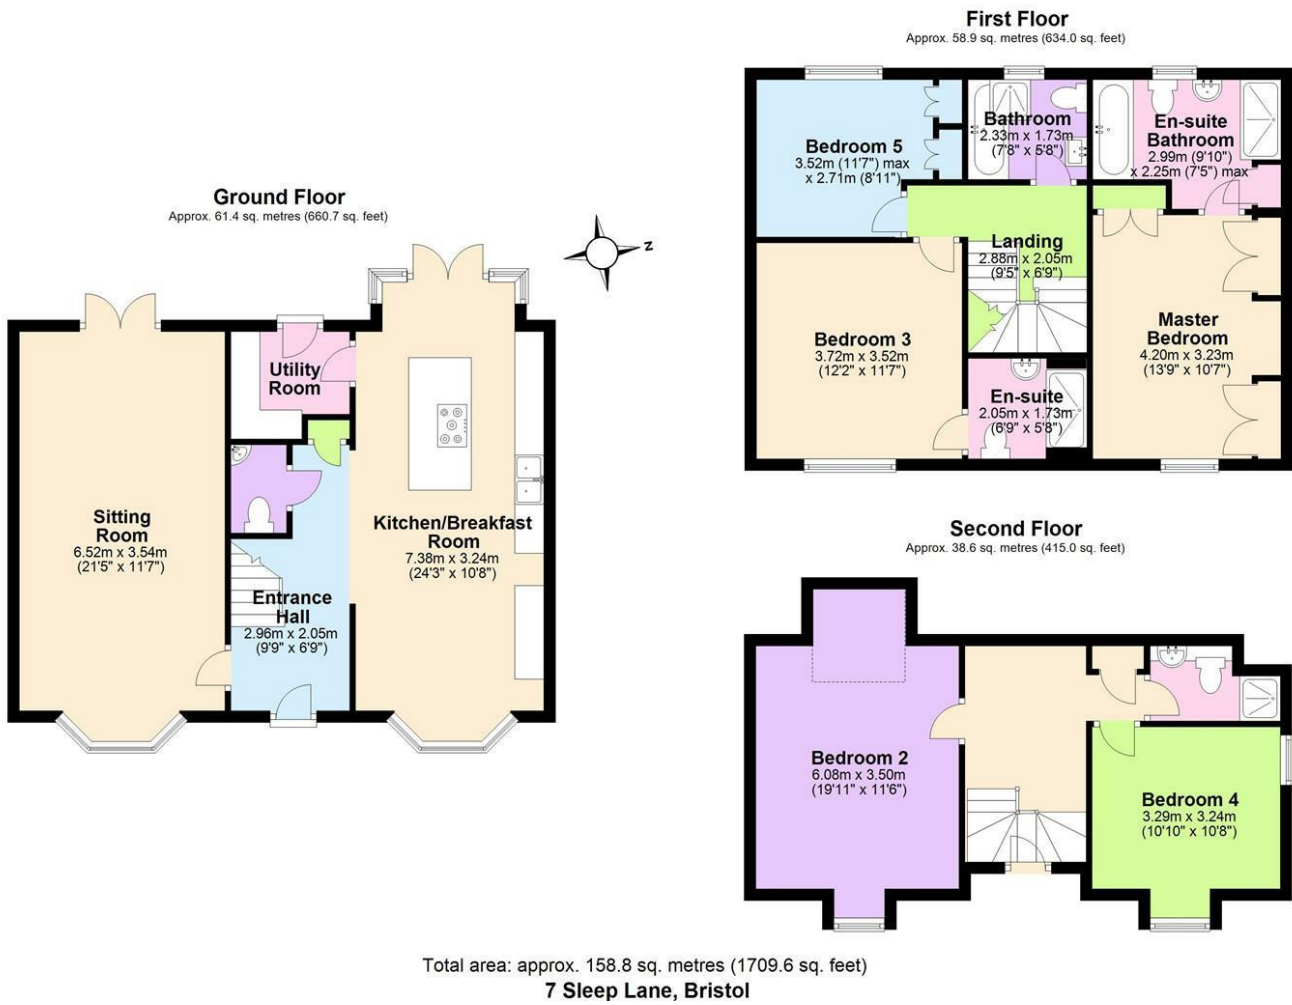 First Floor
Approx. 58.9 sq. metres (634.0 sq. feet)
Bedroom 5
3.52m (11'7") max
x 2.71m (8'11")
Bathroom
2.33m x 1.73m
(7'8" x 5'8")
En-suite
Bathroom
2.99m (9'10")
x 2.25m (7'5") max
Landing
2.88m x 2.05m
(9'5" x 6'9")
Bedroom 3
3.72m x 3.52m
(12'2" x 11'7")
Master
Bedroom
4.20m x 3.23m
(13'9" x 10'7")
En-suite
2.05m x 1.73m
(6'9" x 5'8")
Ground Floor
Approx. 61.4 sq. metres (660.7 sq. feet)
N
Utility
Room
Sitting
Room
6.52m x 3.54m
(21'5" x 11'7")
Kitchen/Breakfast
Room
7.38m x 3.24m
(24'3" x 10'8")
Entrance
Hall
2.96m x 2.05m
(9'9" x 6'9")
Second Floor
Approx. 38.6 sq. metres (415.0 sq. feet)
Bedroom 2
6.08m x 3.50m
(19'11" x 11'6")
Bedroom 4
3.29m x 3.24m
(10'10" x 10'8")
Total area: approx. 158.8 sq. metres (1709.6 sq. feet)
7 Sleep Lane, Bristol